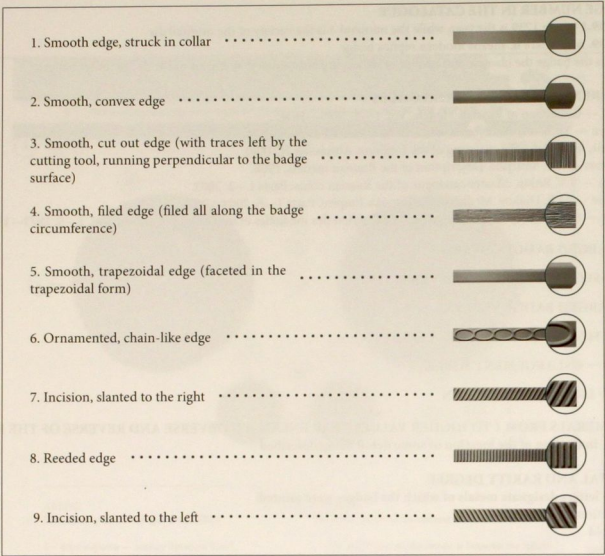 1. Smooth edge, struck in collar
2. Smooth, convex edge
3. Smooth, cut out edge (with traces left by the
cutting tool, running perpendicular to the badge
surface)
4. Smooth, filed edge (filed all along the badge
circumference)
5. Smooth, trapezoidal edge (faceted in the
trapezoidal form)
6. Ornamented, chain-like edge
7. Incision, slanted to the right
8. Reeded edge
9. Incision, slanted to the left